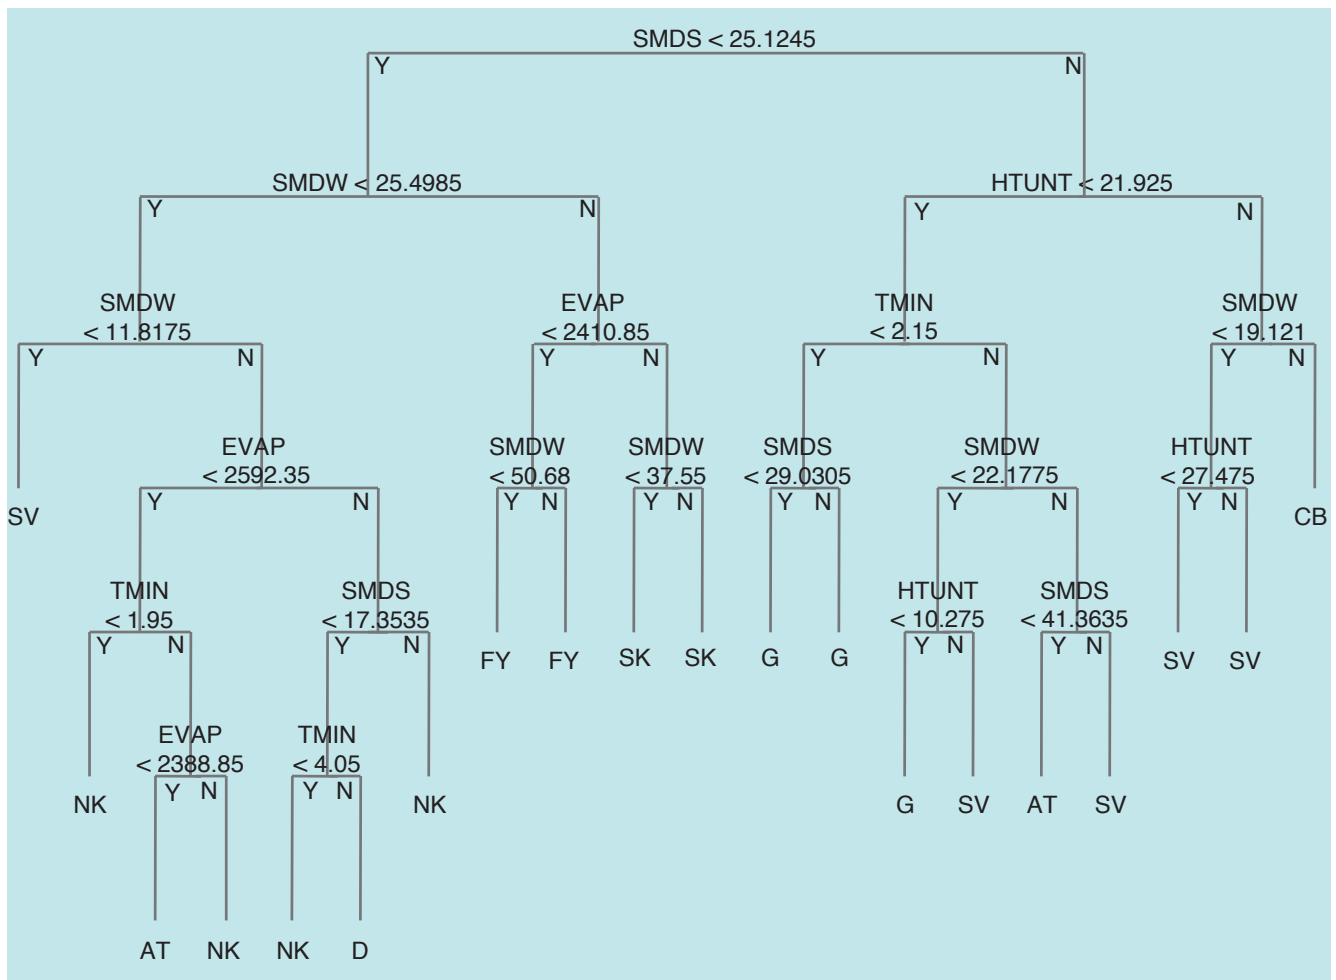 SMDS < 25.1245
Y N
SMDW < 25.4985 HTUNT < 21.925
Y N Y N
SMDW EVAP TMIN SMDW
< 11.8175 < 2410.85 < 2.15 < 19.121
Y N Y N Y N Y N
EVAP SMDW SMDW SMDS SMDW HTUNT
< 2592.35 < 50.68 < 37.55 < 29.0305 < 22.1775 < 27.475
Y N Y N Y N Y N Y N Y N
SV CB
TMIN SMDS HTUNT SMDS
< 1.95 < 17.3535 < 10.275 < 41.3635
Y N Y N Y N Y N
FY FY SK SK G G SV SV
EVAP TMIN
< 2388.85 < 4.05
Y N Y N
NK NK G SV AT SV
AT NK NK D